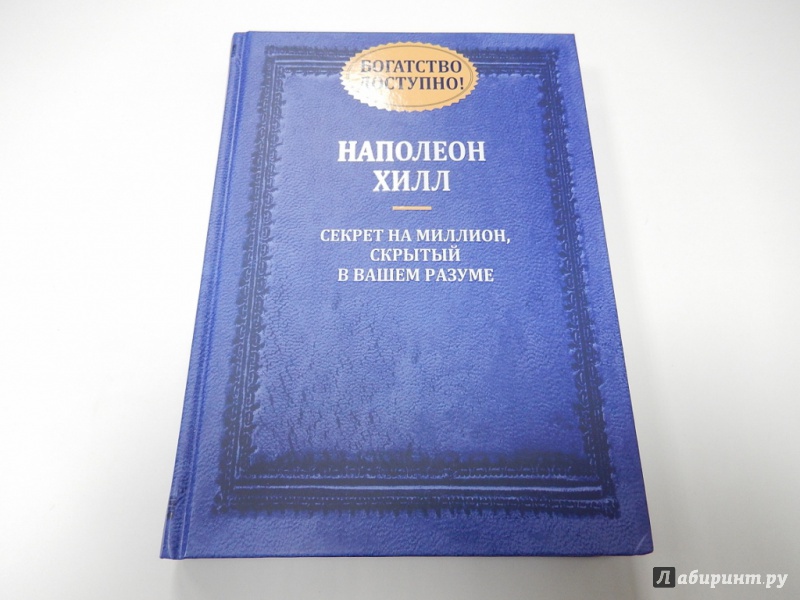 БОГАТСТВО
ДОСТУПНО!
НАПОЛЕОН
ХИЛЛ
СЕКРЕТ НА МИЛЛИОН,
СКРЫТЫЙ
В ВАШЕМ РАЗУМЕ
Лабиринт.ру